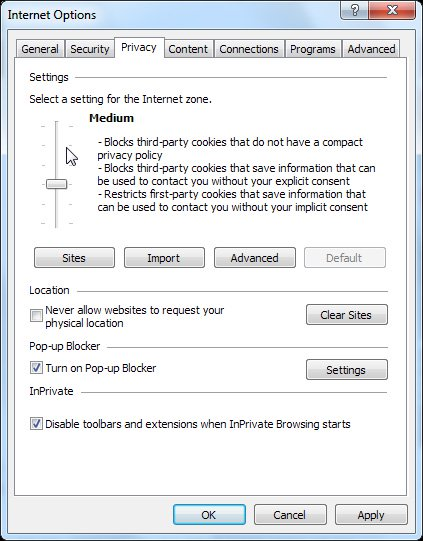 Internet Options
General Security Privacy Content Connections Programs Advanced
Settings
Select a setting for the Internet zone.
Medium
- Blocks third-party cookies that do not have a compact
privacy policy
- Blocks third-party cookies that save information that can
be used to contact you without your explicit consent
- Restricts first-party cookies that save information that
can be used to contact you without your implicit consent
Sites Import Advanced Default
Location
Never allow websites to request your
physical location
Clear Sites
Pop-up Blocker
Turn on Pop-up Blocker
Settings
InPrivate
Disable toolbars and extensions when InPrivate Browsing starts
OK Cancel Apply